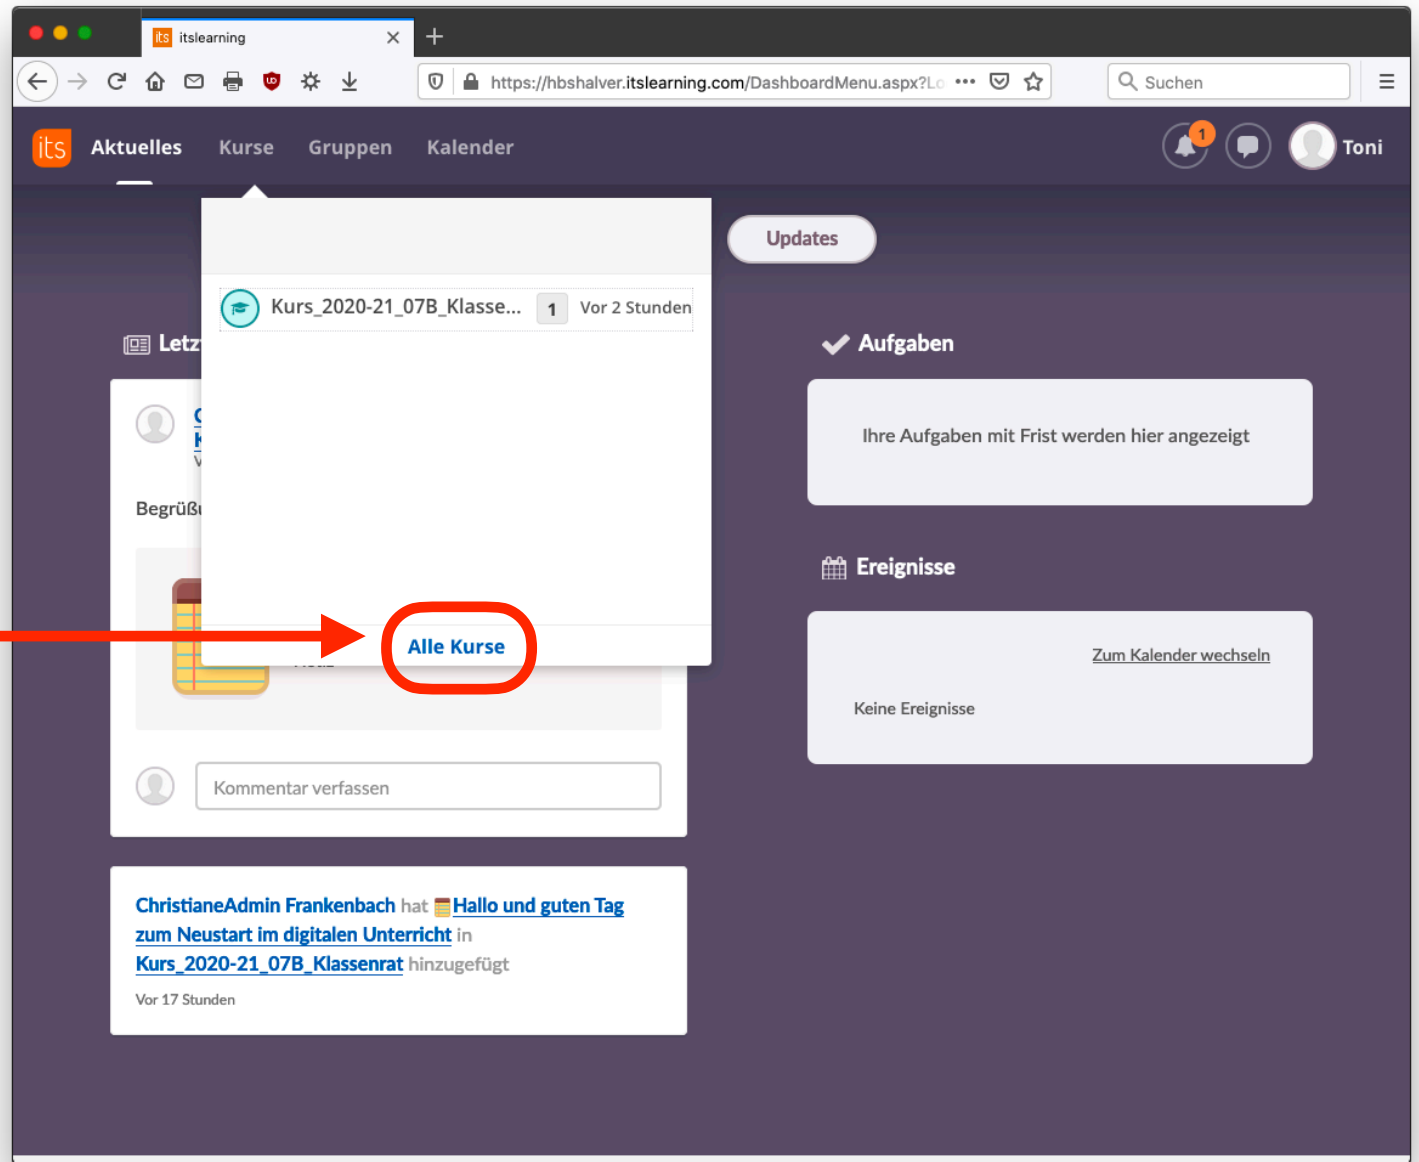 its itslearning
https://hbshalver.itslearning.com/DashboardMenu.aspx?Lo
Suchen
its Aktuelles Kurse Gruppen Kalender 1 Toni
Updates
Kurs_2020-21_07B_Klasse... 1 Vor 2 Stunden
Letz
Begrüß
Alle Kurse
Kommentar verfassen
ChristianeAdmin Frankenbach hat Hallo und guten Tag
zum Neustart im digitalen Unterricht in
Kurs_2020-21_07B_Klassenrat hinzugefügt
Vor 17 Stunden
Aufgaben
Ihre Aufgaben mit Frist werden hier angezeigt
Ereignisse
Zum Kalender wechseln
Keine Ereignisse